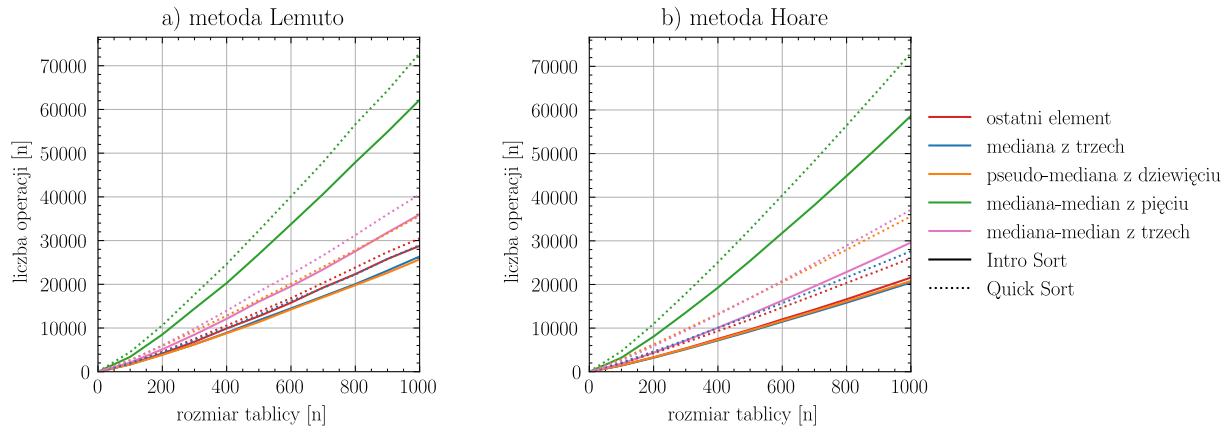 a) metoda Lemuto
70000
60000
50000
40000
30000
20000
10000
0
0 200 400 600 800 1000
liczba operacji [n]
rozmiar tablicy [n]
b) metoda Hoare
70000
60000
50000
40000
30000
20000
10000
0
0 200 400 600 800 1000
liczba operacji [n]
rozmiar tablicy [n]
ostatni element
mediana z trzech
pseudo-mediana z dziewięciu
mediana-median z pięciu
mediana-median z trzech
Intro Sort
Quick Sort